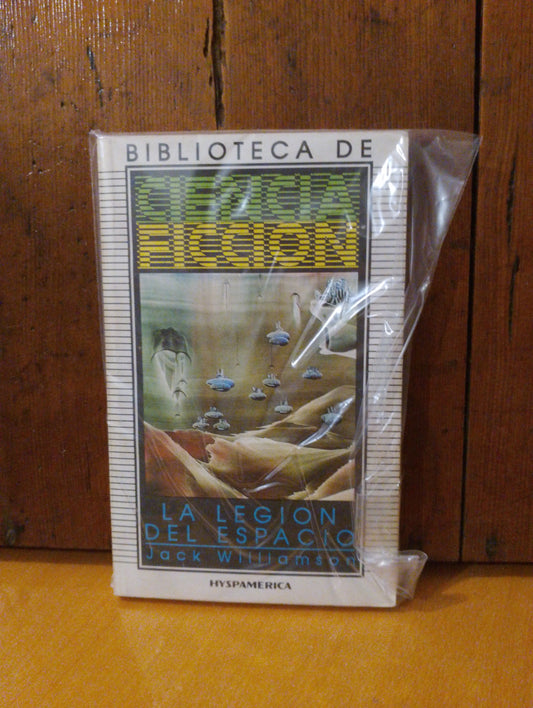 BIBLIOTECA DE
CIENCIA
FICCION
LA LEGION
DEL ESPACIO
Jack Williamson
HYSPAMERICA